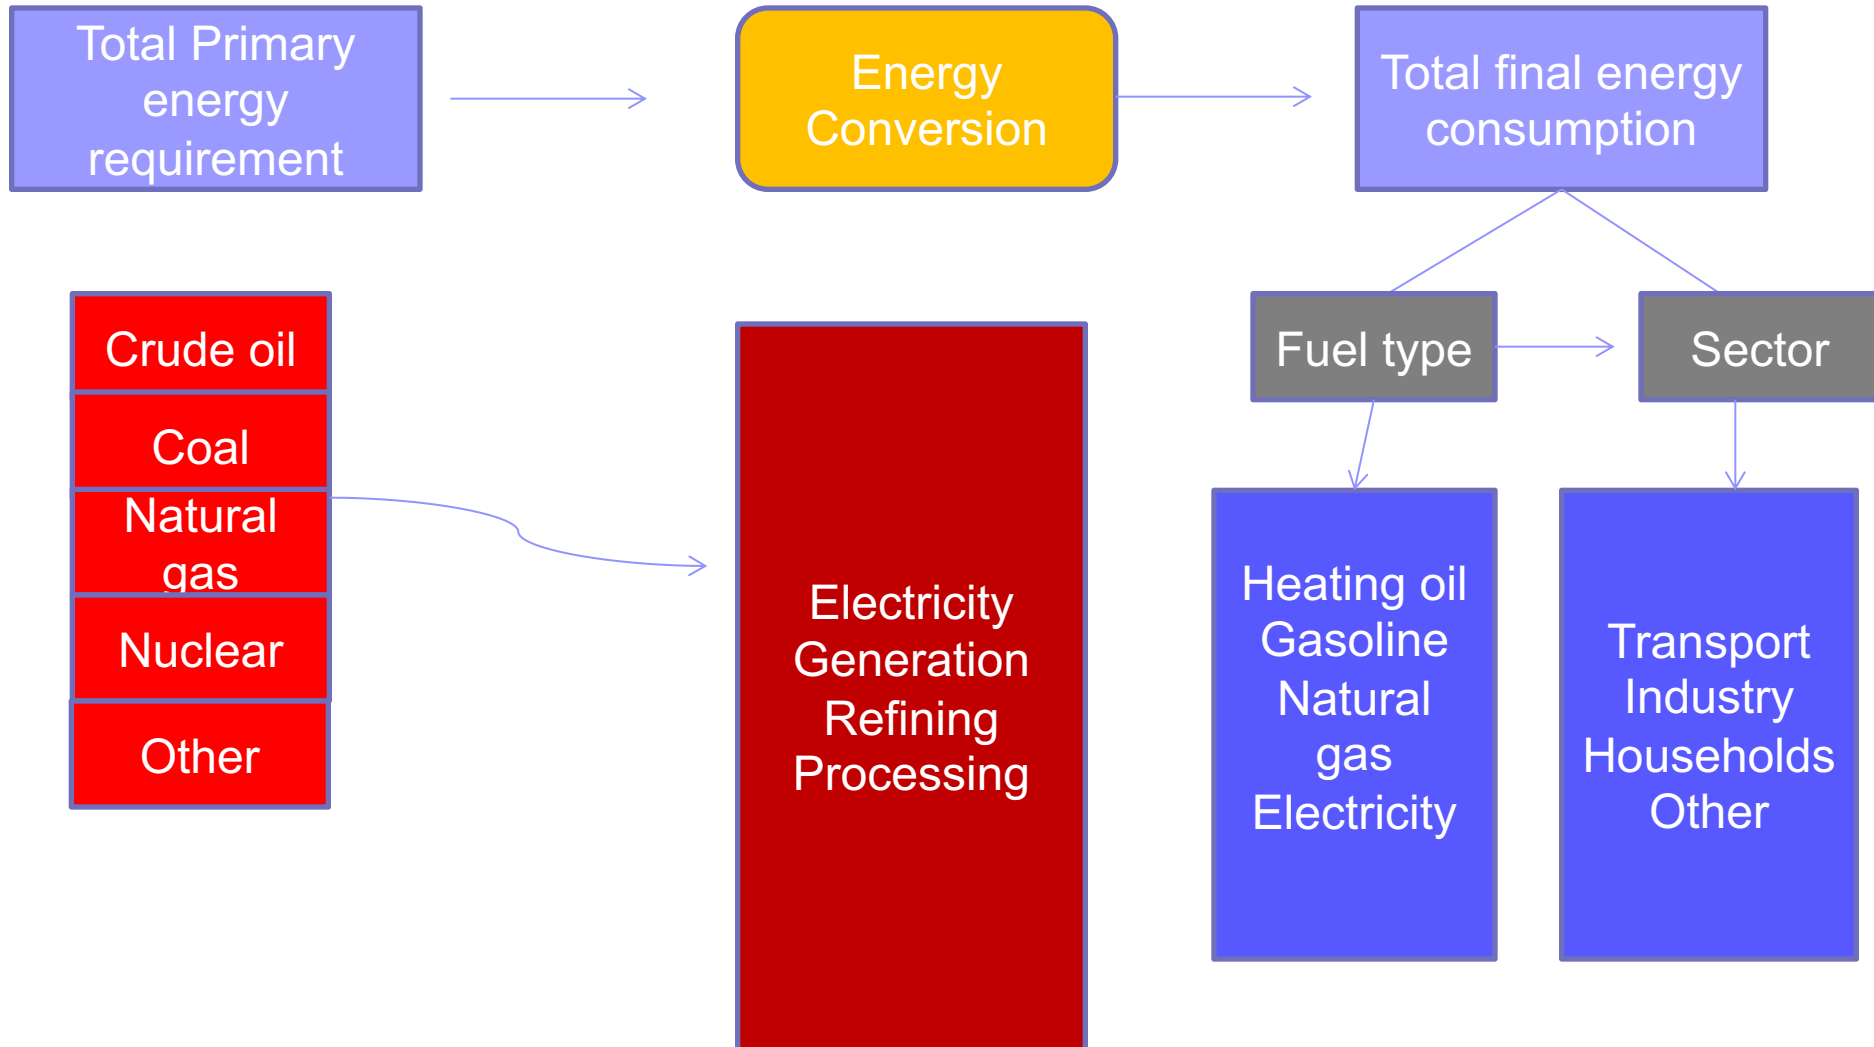 Total Primary
energy
requirement
Energy
Conversion
Total final energy
consumption
Crude oil
Coal
Natural
gas
Nuclear
Other
Electricity
Generation
Refining
Processing
Fuel type
Sector
Heating oil
Gasoline
Natural
gas
Electricity
Transport
Industry
Households
Other